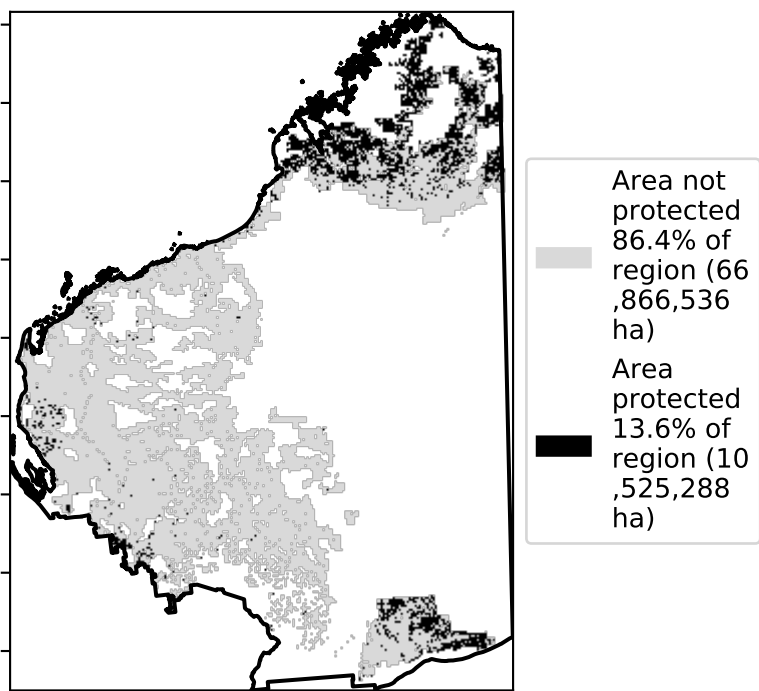 Area not
protected
86.4% of
region (66
,866,536
ha)
Area
protected
13.6% of
region (10
,525,288
ha)